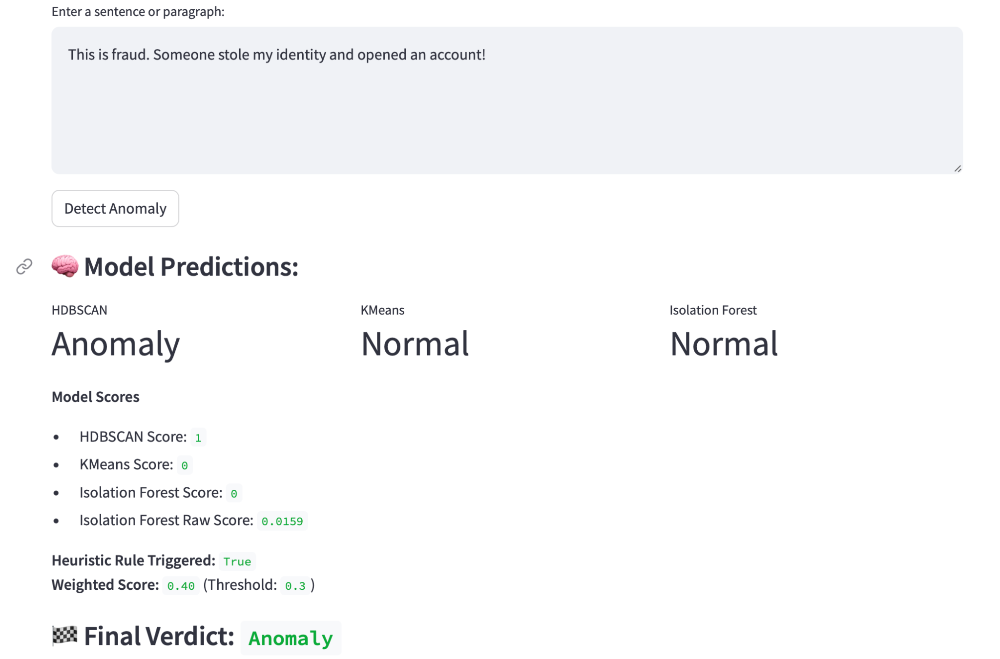 Enter a sentence or paragraph:
This is fraud. Someone stole my identity and opened an account!
Detect Anomaly
🧠 Model Predictions:
HDBSCAN KMeans Isolation Forest
Anomaly Normal Normal
Model Scores
• HDBSCAN Score: 1
• KMeans Score: 0
• Isolation Forest Score: 0
• Isolation Forest Raw Score: 0.0159
Heuristic Rule Triggered: True
Weighted Score: 0.40 (Threshold: 0.3 )
🏁 Final Verdict: Anomaly